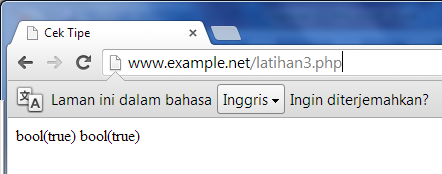 Cek Tipe
www.example.net/latihan3.php
Laman ini dalam bahasa Inggris Ingin diterjemahkan?
bool(true) bool(true)